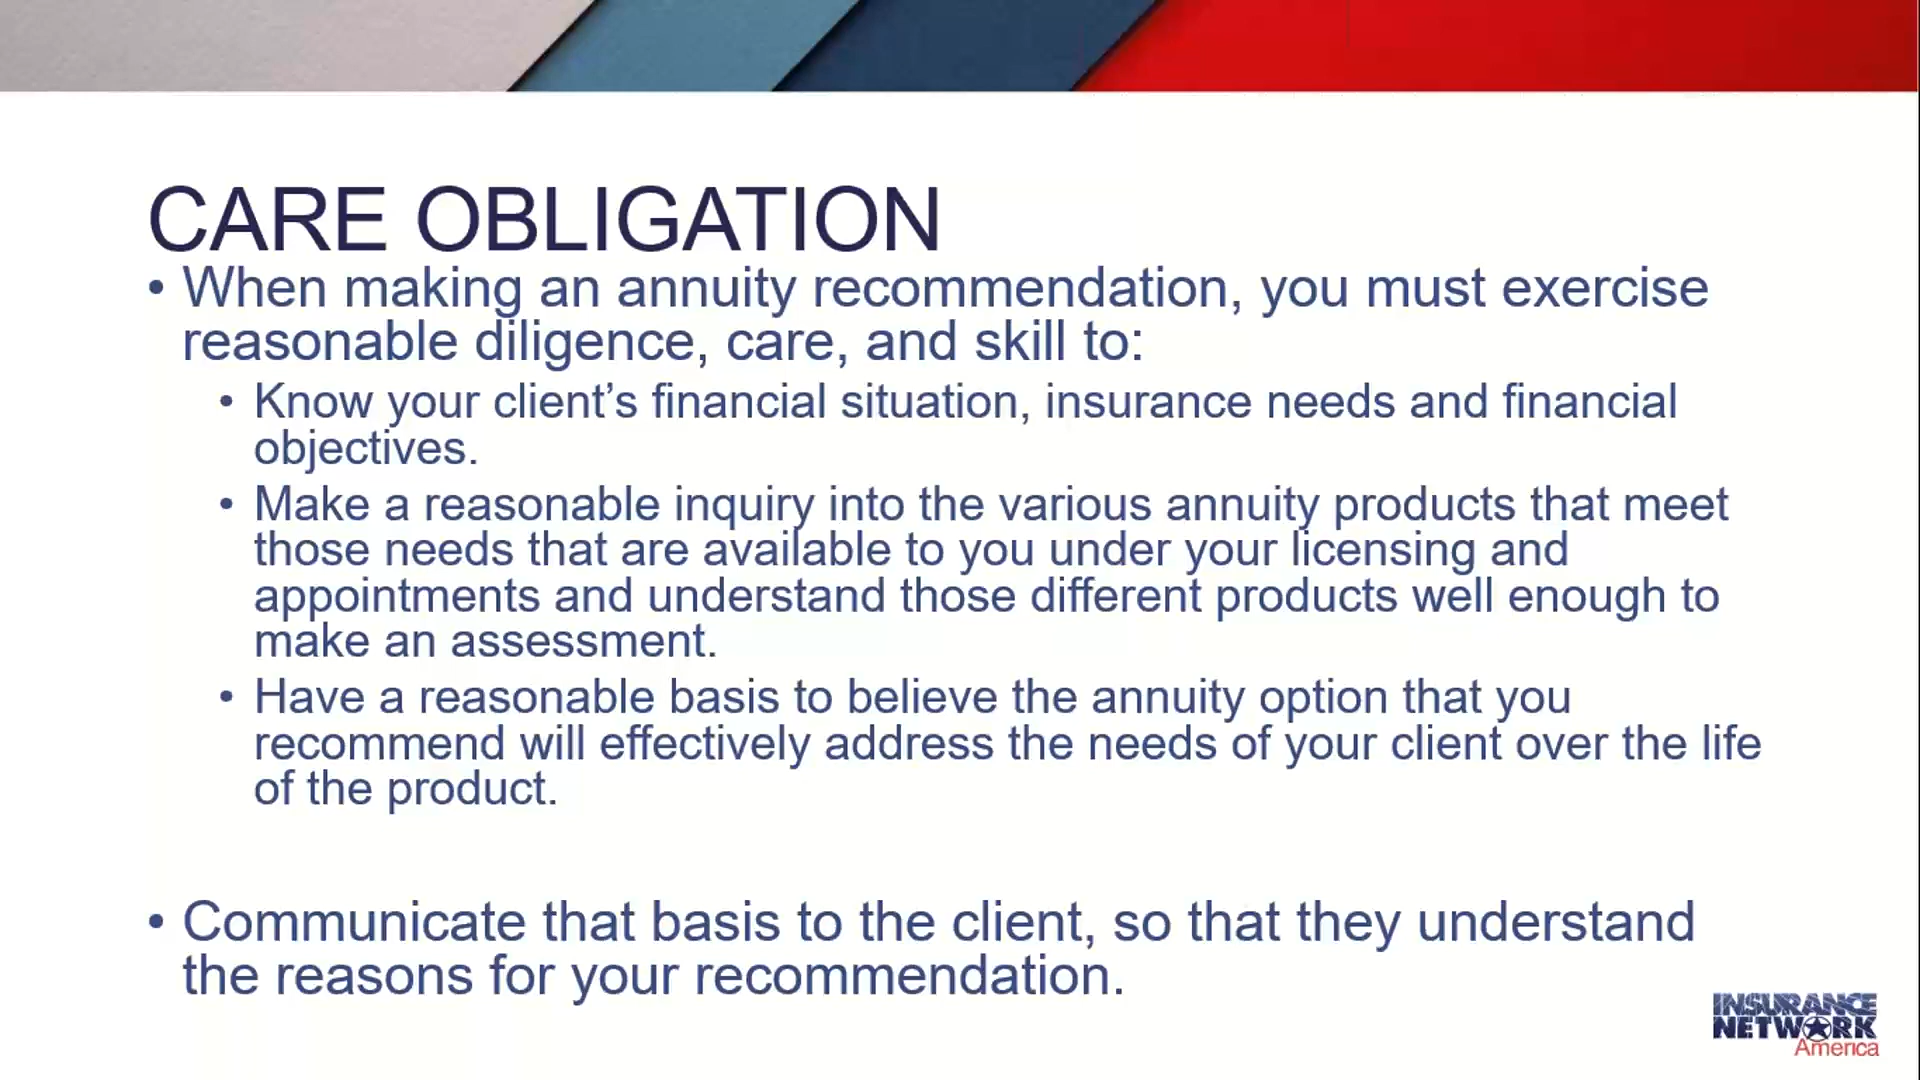 CARE OBLIGATION
• When making an annuity recommendation, you must exercise
reasonable diligence, care, and skill to:
• Know your client’s financial situation, insurance needs and financial
objectives.
• Make a reasonable inquiry into the various annuity products that meet
those needs that are available to you under your licensing and
appointments and understand those different products well enough to
make an assessment.
• Have a reasonable basis to believe the annuity option that you
recommend will effectively address the needs of your client over the life
of the product.
• Communicate that basis to the client, so that they understand
the reasons for your recommendation.
INSURANCE
NETWORK
America